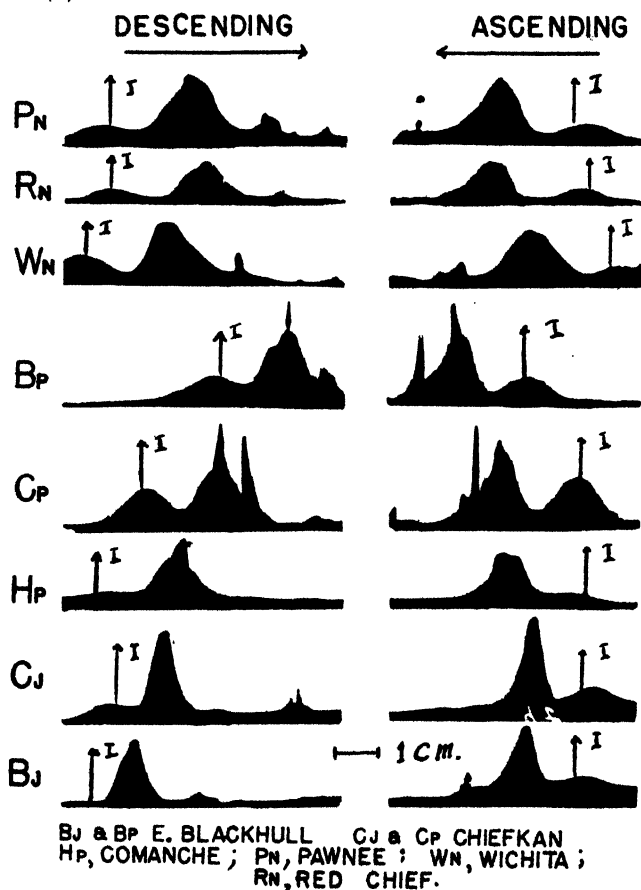 DESCENDING ASCENDING
PN I I
RN I I
WN I I
BP I I
CP I I
HP I I
CJ I I
BJ I 1 CM. I
BJ & BP E. BLACKHULL CJ & CP CHIEFKAN
HP, COMANCHE; PN, PAWNEE; WN, WICHITA;
RN, RED CHIEF.